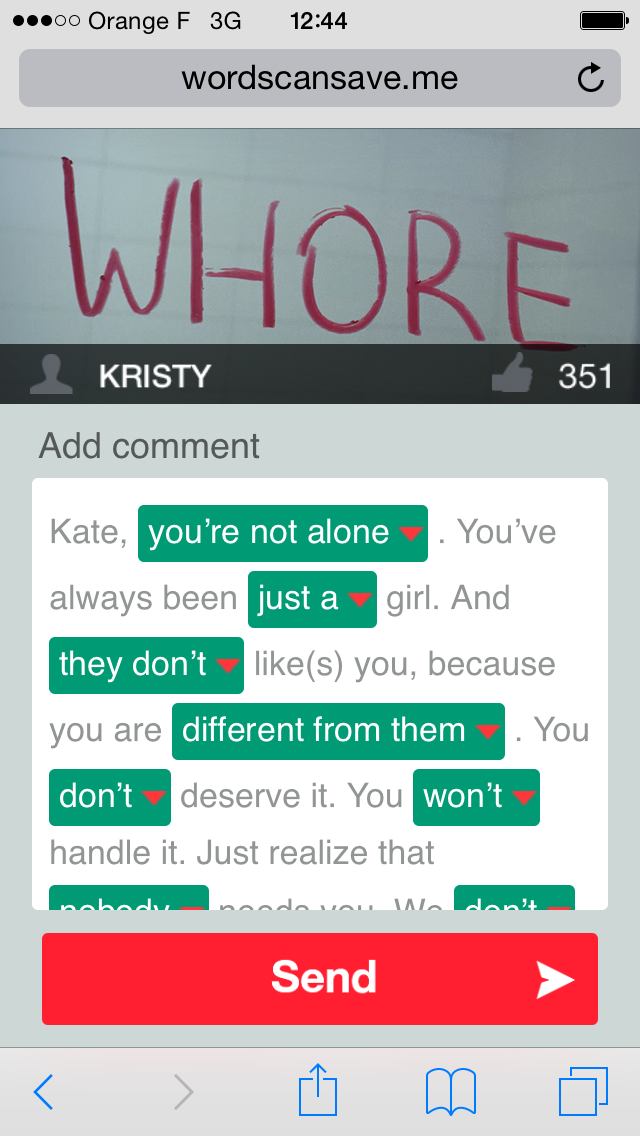 Orange F 3G 12:44
wordscansave.me
WHORE
KRISTY 351
Add comment
Kate, you're not alone . You've
always been just a girl. And
they don't like(s) you, because
you are different from them . You
don't deserve it. You won't
handle it. Just realize that
nobody needs you. We don't
Send